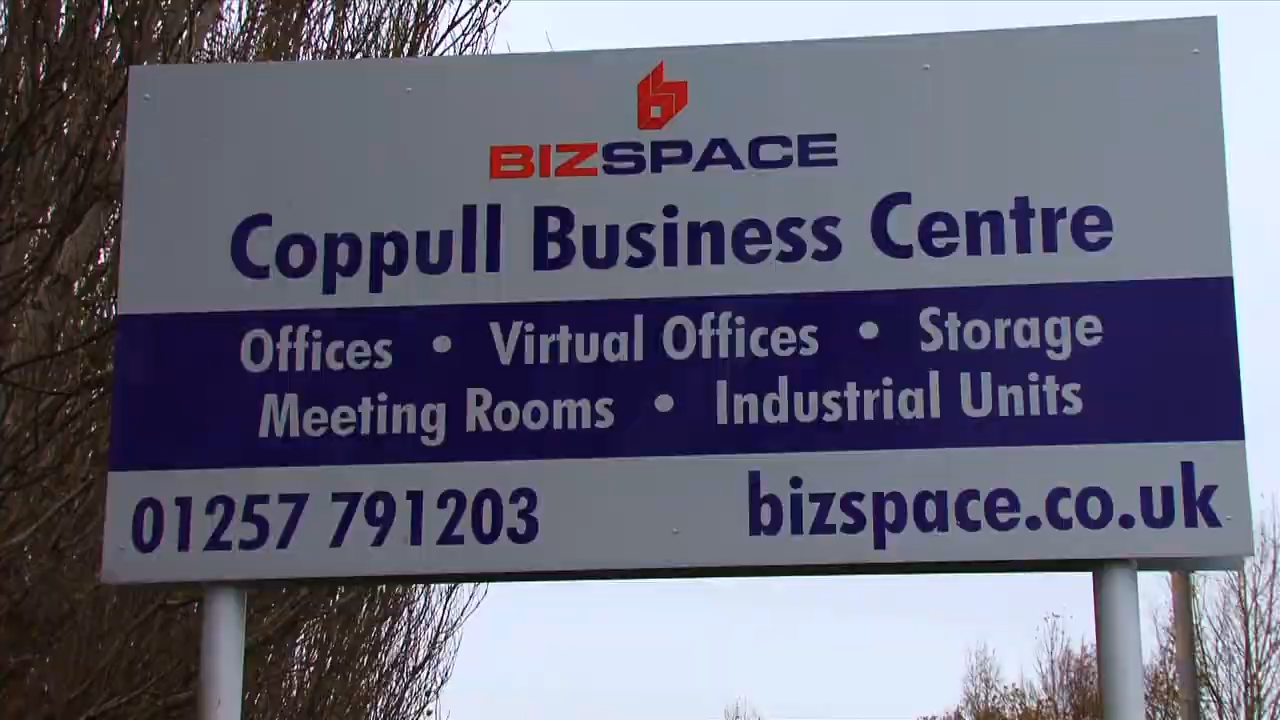 BIZSPACE
Coppull Business Centre
Offices • Virtual Offices • Storage
Meeting Rooms • Industrial Units
01257 791203 bizspace.co.uk